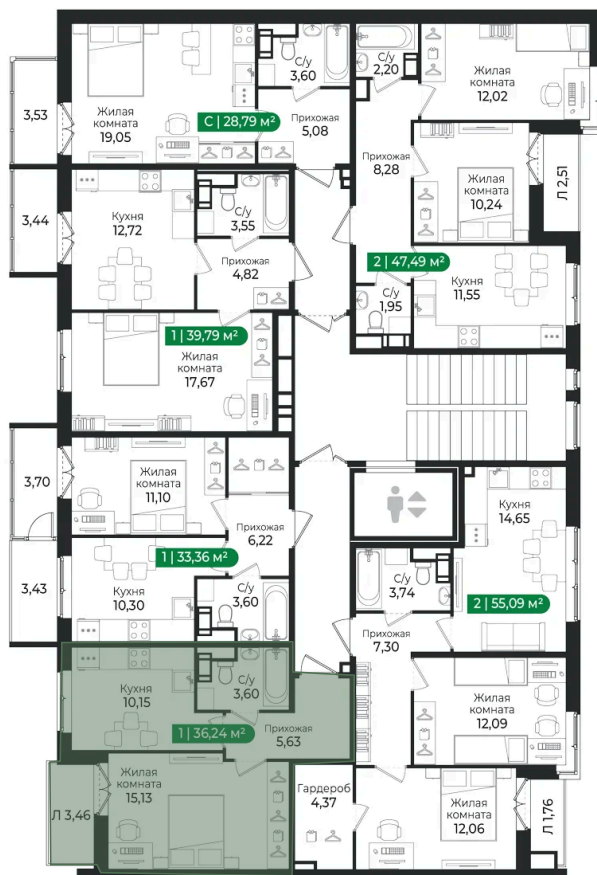 3,53
Жилая
комната
19,05
С | 28,79 м²
С/у
3,60
Прихожая
5,08
С/у
2,20
Жилая
комната
12,02
8,28
Жилая
комната
10,24
Л 2,51
3,44
Кухня
12,72
С/у
3,55
Прихожая
4,82
2 | 47,49 м²
С/у
1,95
Кухня
11,55
1 | 39,79 м²
Жилая
комната
17,67
3,70
Жилая
комната
11,10
Прихожая
6,22
Кухня
14,65
3,43
1 | 33,36 м²
Кухня
10,30
С/у
3,60
С/у
3,74
2 | 55,09 м²
Прихожая
7,30
Кухня
10,15
С/у
3,60
1 | 36,24 м²
Прихожая
5,63
Жилая
комната
12,09
Л 3,46
Жилая
комната
15,13
Гардероб
4,37
Жилая
комната
12,06
Л 1,76